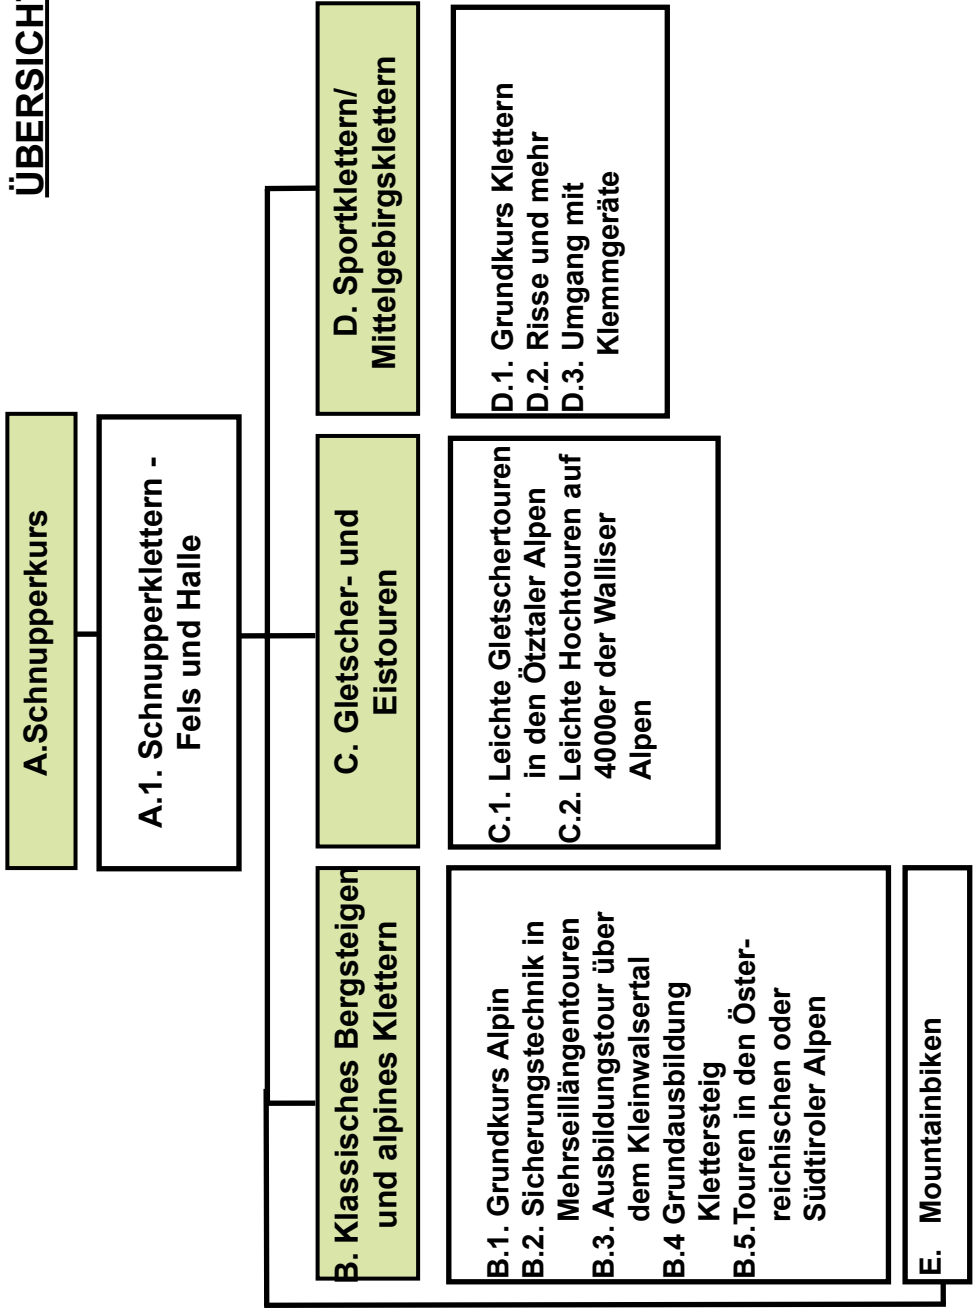 ÜBERSICHT
A.Schnupperkurs
A.1. Schnupperklettern -
Fels und Halle
B. Klassisches Bergsteigen
und alpines Klettern
C. Gletscher- und
Eistouren
D. Sportklettern/
Mittelgebirgsklettern
B.1. Grundkurs Alpin
B.2. Sicherungstechnik in
Mehrseillängentouren
B.3. Ausbildungstour über
dem Kleinwalsertal
B.4 Grundausbildung
Klettersteig
B.5.Touren in den Öster-
reichischen oder
Südtiroler Alpen
C.1. Leichte Gletschertouren
in den Ötztaler Alpen
C.2. Leichte Hochtouren auf
4000er der Walliser
Alpen
D.1. Grundkurs Klettern
D.2. Risse und mehr
D.3. Umgang mit
Klemmgeräte
E. Mountainbiken